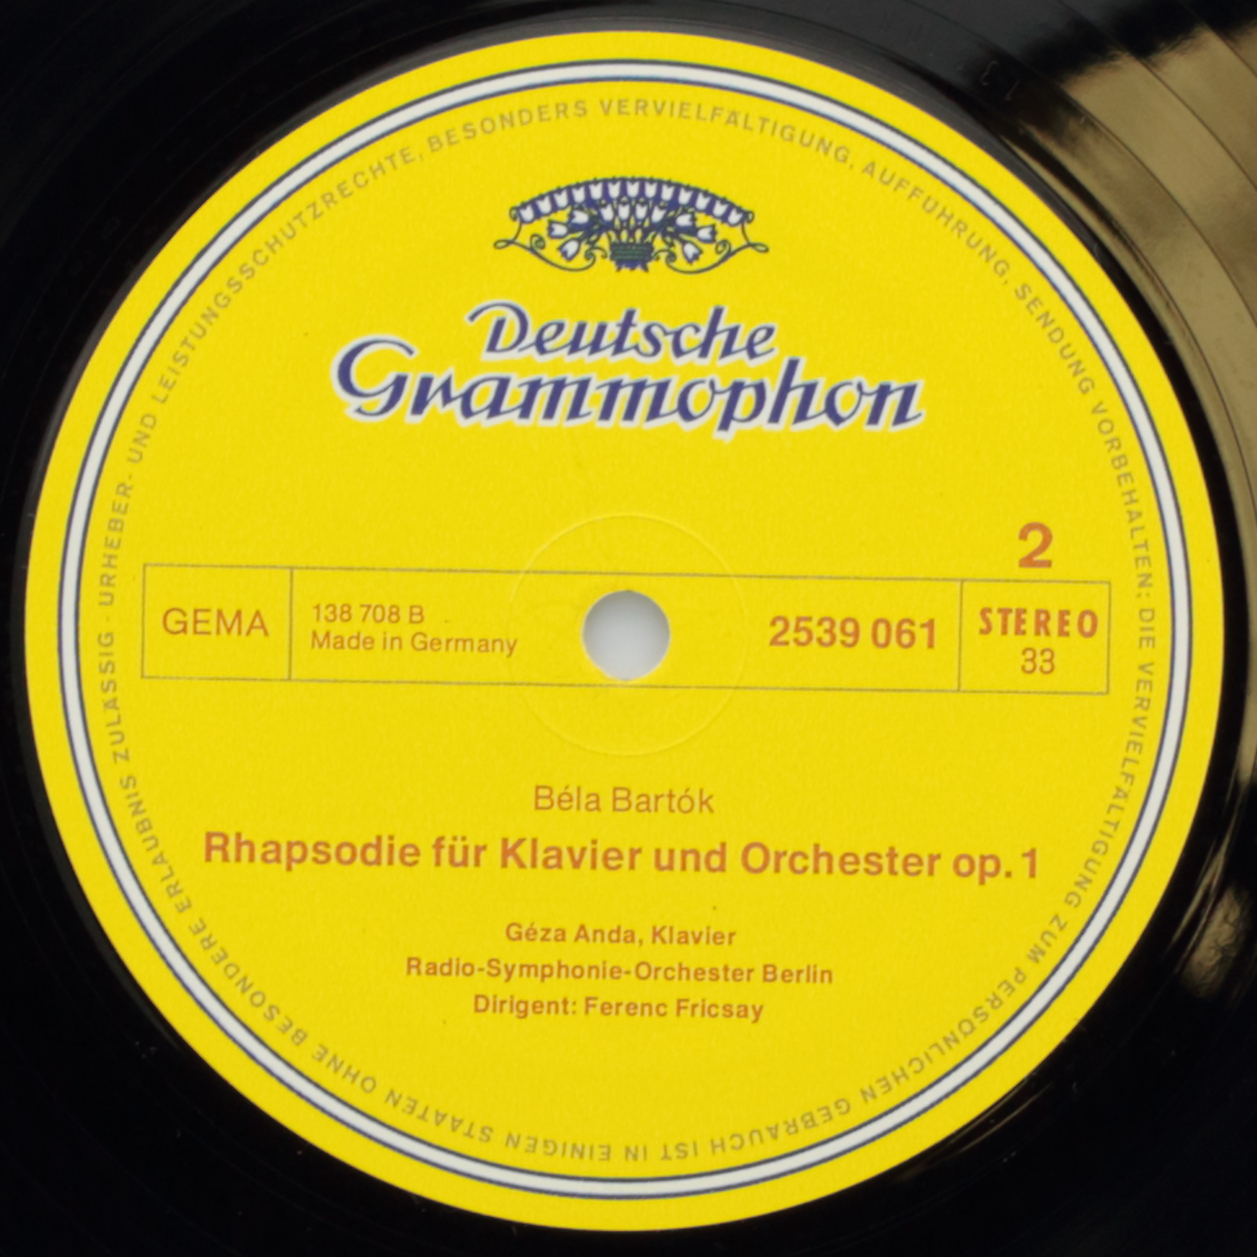 URHEBER- UND LEISTUNGSSCHUTZRECHTE, BESONDERS VERVIELFÄLTIGUNG, AUFFÜHRUNG, SENDUNG VORBEHALTEN; DIE VERVIELFÄLTIGUNG ZUM PERSÖNLICHEN GEBRAUCH IST IN EINIGEN STAATEN OHNE BESONDERE ERLAUBNIS ZULÄSSIG ·
Deutsche
Grammophon
2
GEMA
138 708 B
Made in Germany
2539 061
STEREO
33
Béla Bartók
Rhapsodie für Klavier und Orchester op. 1
Géza Anda, Klavier
Radio-Symphonie-Orchester Berlin
Dirigent: Ferenc Fricsay